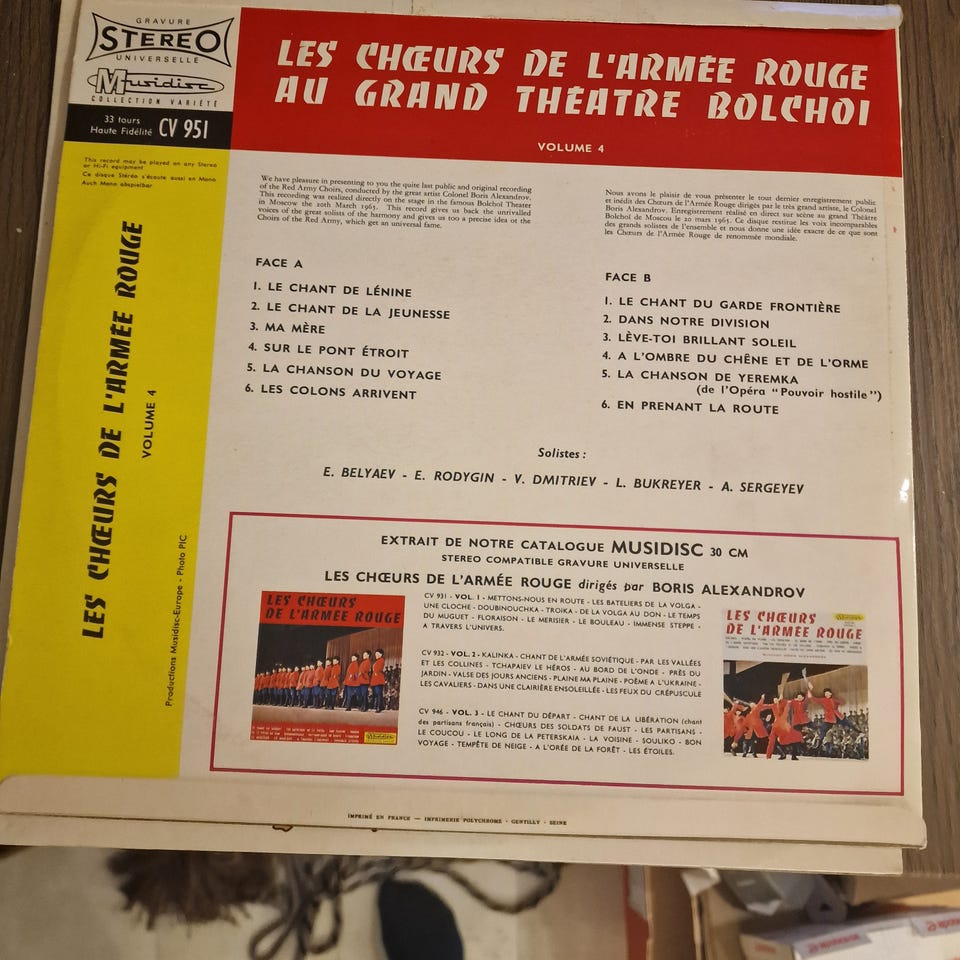 GRAVURE
STEREO
UNIVERSELLE
Musidisc
COLLECTION VARIÉTÉ
33 tours
Haute Fidélité CV 951
This record may be played on any Stereo
or Hi-Fi equipment
Ce disque Stéréo s'écoute aussi en Mono
Auch Mono abspielbar
LES CHŒURS DE L'ARMÉE ROUGE
VOLUME 4
Productions Musidisc-Europe - Photo PIC
LES CHŒURS DE L'ARMÉE ROUGE
AU GRAND THÉATRE BOLCHOI
VOLUME 4
We have pleasure in presenting to you the quite last public and original recording
of the Red Army Choirs, conducted by the great artist Colonel Boris Alexandrov.
This recording was realized directly on the stage in the famous Bolchoï Theater
in Moscow the 20th March 1965. This record gives us back the unrivalled
voices of the great solists of the harmony and gives us too a precise idea of the
Choirs of the Red Army, which get an universal fame.
Nous avons le plaisir de vous présenter le tout dernier enregistrement public
et inédit des Chœurs de l'Armée Rouge dirigés par le très grand artiste, le Colonel
Boris Alexandrov. Enregistrement réalisé en direct sur scène au grand Théâtre
Bolchoï de Moscou le 20 mars 1965. Ce disque restitue les voix incomparables
des grands solistes de l'ensemble et nous donne une idée exacte de ce que sont
les Chœurs de l'Armée Rouge de renommée mondiale.
FACE A
1. LE CHANT DE LÉNINE
2. LE CHANT DE LA JEUNESSE
3. MA MÈRE
4. SUR LE PONT ÉTROIT
5. LA CHANSON DU VOYAGE
6. LES COLONS ARRIVENT
FACE B
1. LE CHANT DU GARDE FRONTIÈRE
2. DANS NOTRE DIVISION
3. LÈVE-TOI BRILLANT SOLEIL
4. A L'OMBRE DU CHÊNE ET DE L'ORME
5. LA CHANSON DE YEREMKA
(de l'Opéra "Pouvoir hostile")
6. EN PRENANT LA ROUTE
Solistes :
E. BELYAEV - E. RODYGIN - V. DMITRIEV - L. BUKREYER - A. SERGEYEV
EXTRAIT DE NOTRE CATALOGUE MUSIDISC 30 CM
STEREO COMPATIBLE GRAVURE UNIVERSELLE
LES CHŒURS DE L'ARMÉE ROUGE dirigés par BORIS ALEXANDROV
LES CHŒURS
DE L'ARMÉE ROUGE
CV 931 - VOL. 1 - METTONS-NOUS EN ROUTE - LES BATELIERS DE LA VOLGA -
UNE CLOCHE - DOUBINOUCHKA - TROIKA - DE LA VOLGA AU DON - LE TEMPS
DU MUGUET - FLORAISON - LE MERISIER - LE BOULEAU - IMMENSE STEPPE -
A TRAVERS L'UNIVERS.
CV 932 - VOL. 2 - KALINKA - CHANT DE L'ARMÉE SOVIÉTIQUE - PAR LES VALLÉES
ET LES COLLINES - TCHAPAIEV LE HÉROS - AU BORD DE L'ONDE - PRÈS DU
JARDIN - VALSE DES JOURS ANCIENS - PLAINE MA PLAINE - POÈME A L'UKRAINE -
LES CAVALIERS - DANS UNE CLAIRIÈRE ENSOLEILLÉE - LES FEUX DU CRÉPUSCULE
CV 946 - VOL. 3 - LE CHANT DU DÉPART - CHANT DE LA LIBÉRATION (chant
des partisans français) - CHŒURS DES SOLDATS DE FAUST - LES PARTISANS -
LE COUCOU - LE LONG DE LA PETERSKAIA - LA VOISINE - SOULIKO - BON
VOYAGE - TEMPÊTE DE NEIGE - A L'ORÉE DE LA FORÊT - LES ÉTOILES.
LES CHŒURS
DE L'ARMÉE ROUGE
IMPRIMÉ EN FRANCE — IMPRIMERIE POLYCHROME - GENTILLY - SEINE